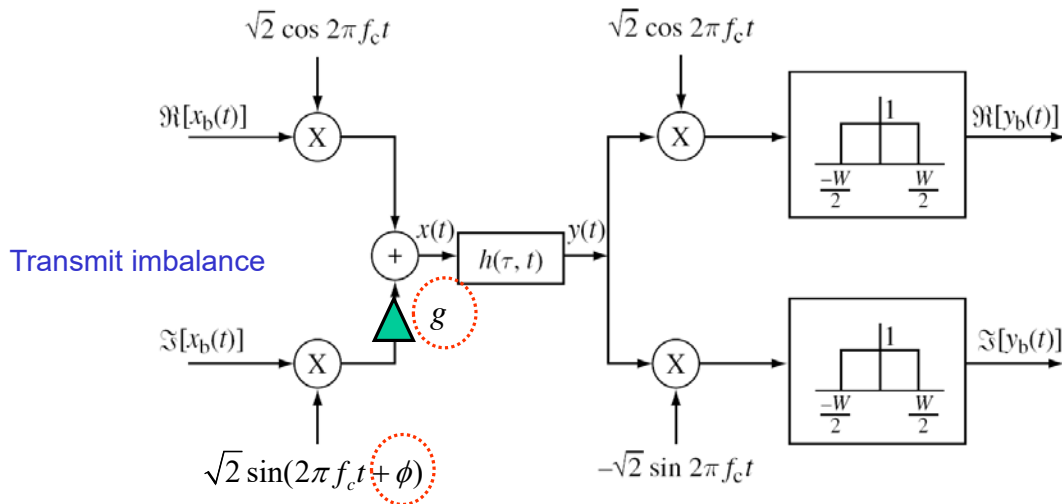 √2 cos 2πf_c t
√2 cos 2πf_c t
ℜ[x_b(t)]
X
X
1
−W/2
W/2
ℜ[y_b(t)]
Transmit imbalance
+
x(t)
h(τ, t)
y(t)
g
ℑ[x_b(t)]
X
X
1
−W/2
W/2
ℑ[y_b(t)]
√2 sin(2πf_c t + ϕ)
−√2 sin 2πf_c t